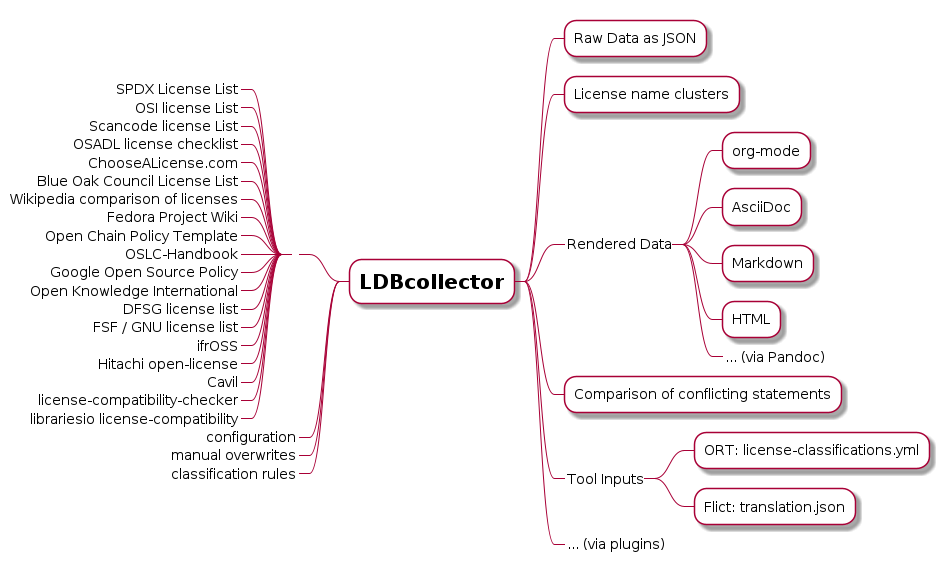 SPDX License List
OSI license List
Scancode license List
OSADL license checklist
ChooseALicense.com
Blue Oak Council License List
Wikipedia comparison of licenses
Fedora Project Wiki
Open Chain Policy Template
OSLC-Handbook
Google Open Source Policy
Open Knowledge International
DFSG license list
FSF / GNU license list
ifrOSS
Hitachi open-license
Cavil
license-compatibility-checker
librariesio license-compatibility
configuration
manual overwrites
classification rules
LDBcollector
Raw Data as JSON
License name clusters
Rendered Data
org-mode
AsciiDoc
Markdown
HTML
... (via Pandoc)
Comparison of conflicting statements
Tool Inputs
ORT: license-classifications.yml
Flict: translation.json
... (via plugins)